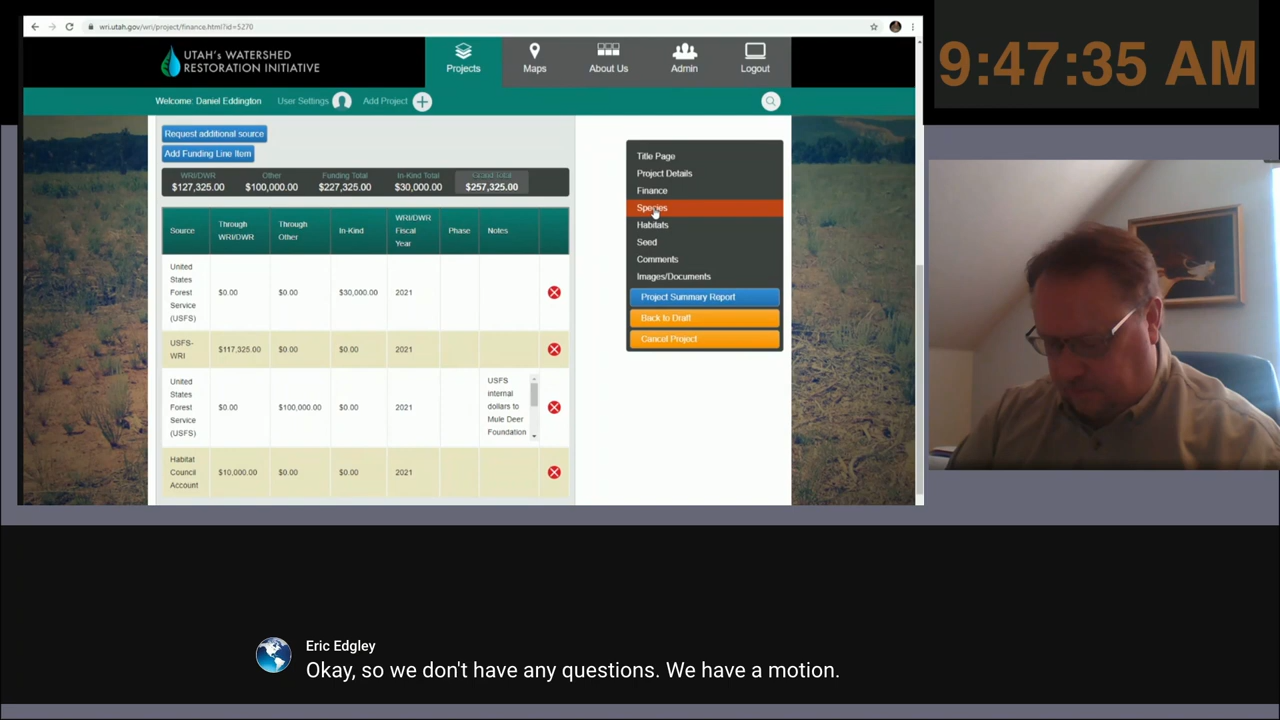 wri.utah.gov/wri/project/finance.html?id=5270
9:47:35 AM
UTAH'S WATERSHED
RESTORATION INITIATIVE
Projects
Maps
About Us
Admin
Logout
Welcome: Daniel Eddington
User Settings
Add Project
Request additional source
Add Funding Line Item
WRI/DWR
$127,325.00
Other
$100,000.00
Funding Total
$227,325.00
In-Kind Total
$30,000.00
Grand Total
$257,325.00
Source
Through
WRI/DWR
Through
Other
In-Kind
WRI/DWR
Fiscal
Year
Phase
Notes
United
States
Forest
Service
(USFS)
$0.00
$0.00
$30,000.00
2021
USFS-
WRI
$117,325.00
$0.00
$0.00
2021
United
States
Forest
Service
(USFS)
$0.00
$100,000.00
$0.00
2021
USFS
internal
dollars to
Mule Deer
Foundation
Habitat
Council
Account
$10,000.00
$0.00
$0.00
2021
Title Page
Project Details
Finance
Species
Habitats
Seed
Comments
Images/Documents
Project Summary Report
Back to Draft
Cancel Project
Eric Edgley
Okay, so we don't have any questions. We have a motion.